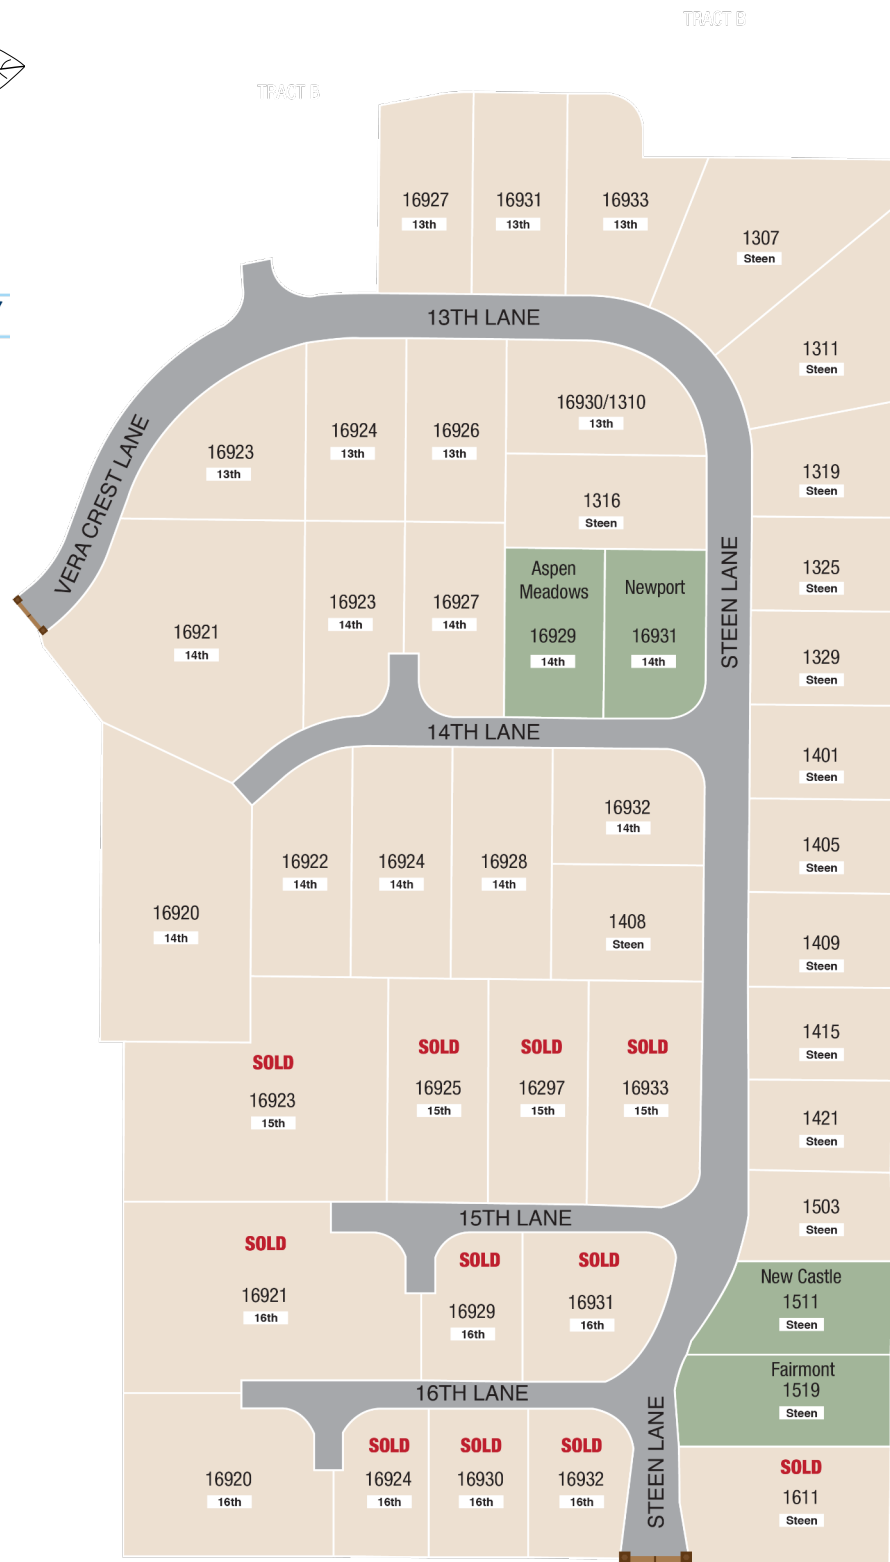 TRACT B
TRACT B
16927
13th
16931
13th
16933
13th
1307
Steen
13TH LANE
1311
Steen
VERA CREST LANE
16923
13th
16924
13th
16926
13th
16930/1310
13th
1316
Steen
1319
Steen
STEEN LANE
1325
Steen
16921
14th
16923
14th
16927
14th
Aspen
Meadows
16929
14th
Newport
16931
14th
1329
Steen
14TH LANE
1401
Steen
16932
14th
1405
Steen
16922
14th
16924
14th
16928
14th
16920
14th
1408
Steen
1409
Steen
SOLD
16923
15th
SOLD
16925
15th
SOLD
16297
15th
SOLD
16933
15th
1415
Steen
1421
Steen
1503
Steen
15TH LANE
SOLD
16921
16th
SOLD
16929
16th
SOLD
16931
16th
New Castle
1511
Steen
Fairmont
1519
Steen
16TH LANE
STEEN LANE
16920
16th
SOLD
16924
16th
SOLD
16930
16th
SOLD
16932
16th
SOLD
1611
Steen